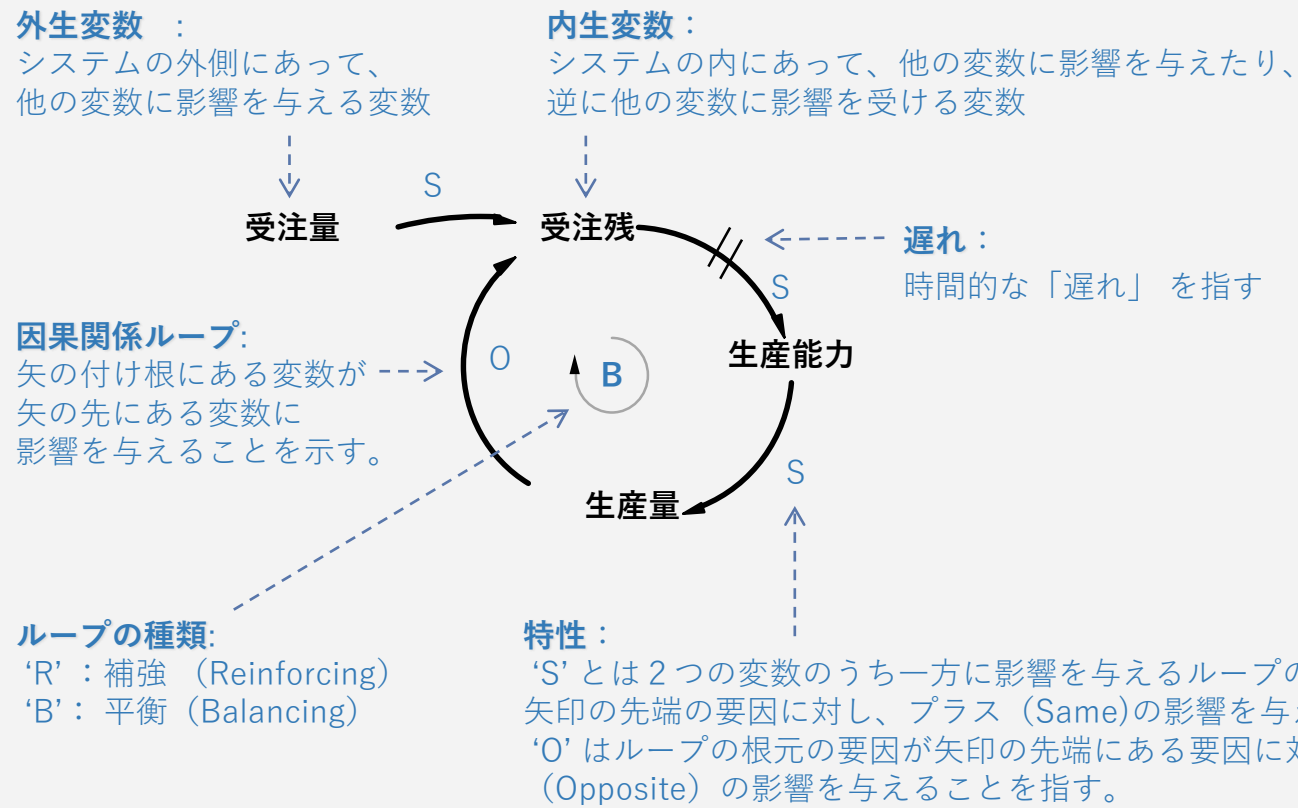 外生変数 :
システムの外側にあって、
他の変数に影響を与える変数
内生変数：
システムの内にあって、他の変数に影響を与えたり、
逆に他の変数に影響を受ける変数
S
受注量
受注残
遅れ：
時間的な「遅れ」 を指す
S
因果関係ループ:
矢の付け根にある変数が
矢の先にある変数に
影響を与えることを示す。
O
B
生産能力
S
生産量
ループの種類:
‘R’：補強 （Reinforcing）
‘B’： 平衡（Balancing）
特性：
‘S’ とは２つの変数のうち一方に影響を与えるループの
矢印の先端の要因に対し、プラス（Same)の影響を与
‘O’ はループの根元の要因が矢印の先端にある要因に
（Opposite）の影響を与えることを指す。